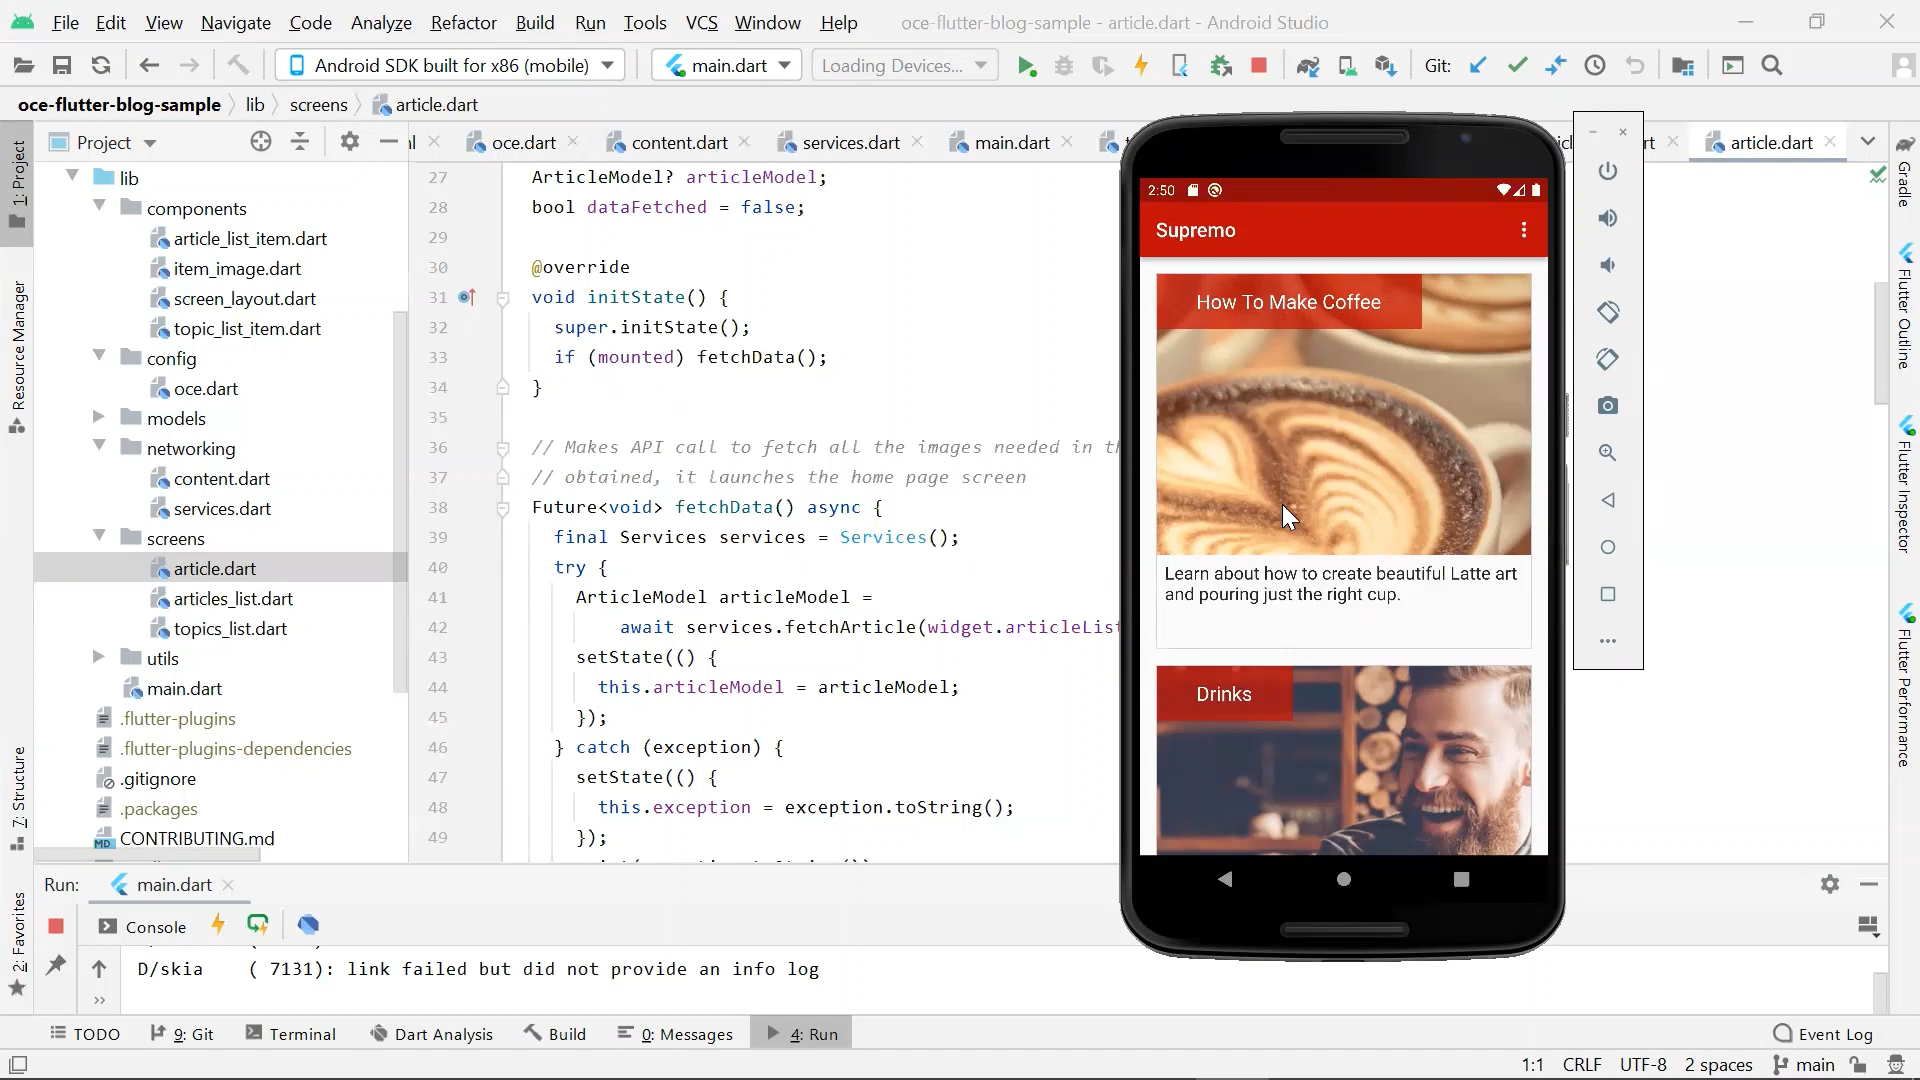 File Edit View Navigate Code Analyze Refactor Build Run Tools VCS Window Help oce-flutter-blog-sample - article.dart - Android Studio
Android SDK built for x86 (mobile) main.dart Loading Devices... Git:
oce-flutter-blog-sample lib screens article.dart
Project
oce.dart content.dart services.dart main.dart article.dart
1: Project
Resource Manager
7: Structure
2: Favorites
lib
components
article_list_item.dart
item_image.dart
screen_layout.dart
topic_list_item.dart
config
oce.dart
models
networking
content.dart
services.dart
screens
article.dart
articles_list.dart
topics_list.dart
utils
main.dart
.flutter-plugins
.flutter-plugins-dependencies
.gitignore
.packages
MD CONTRIBUTING.md
27 ArticleModel? articleModel;
28 bool dataFetched = false;
29
30 @override
31 void initState() {
32 super.initState();
33 if (mounted) fetchData();
34 }
35
36 // Makes API call to fetch all the images needed in th
37 // obtained, it launches the home page screen
38 Future<void> fetchData() async {
39 final Services services = Services();
40 try {
41 ArticleModel articleModel =
42 await services.fetchArticle(widget.articleList
43 setState(() {
44 this.articleModel = articleModel;
45 });
46 } catch (exception) {
47 setState(() {
48 this.exception = exception.toString();
49 });
2:50
Supremo
How To Make Coffee
Learn about how to create beautiful Latte art
and pouring just the right cup.
Drinks
Gradle
Flutter Outline
Flutter Inspector
Flutter Performance
Run: main.dart
Console
D/skia ( 7131): link failed but did not provide an info log
TODO 9: Git Terminal Dart Analysis Build 0: Messages 4: Run Event Log
1:1 CRLF UTF-8 2 spaces main